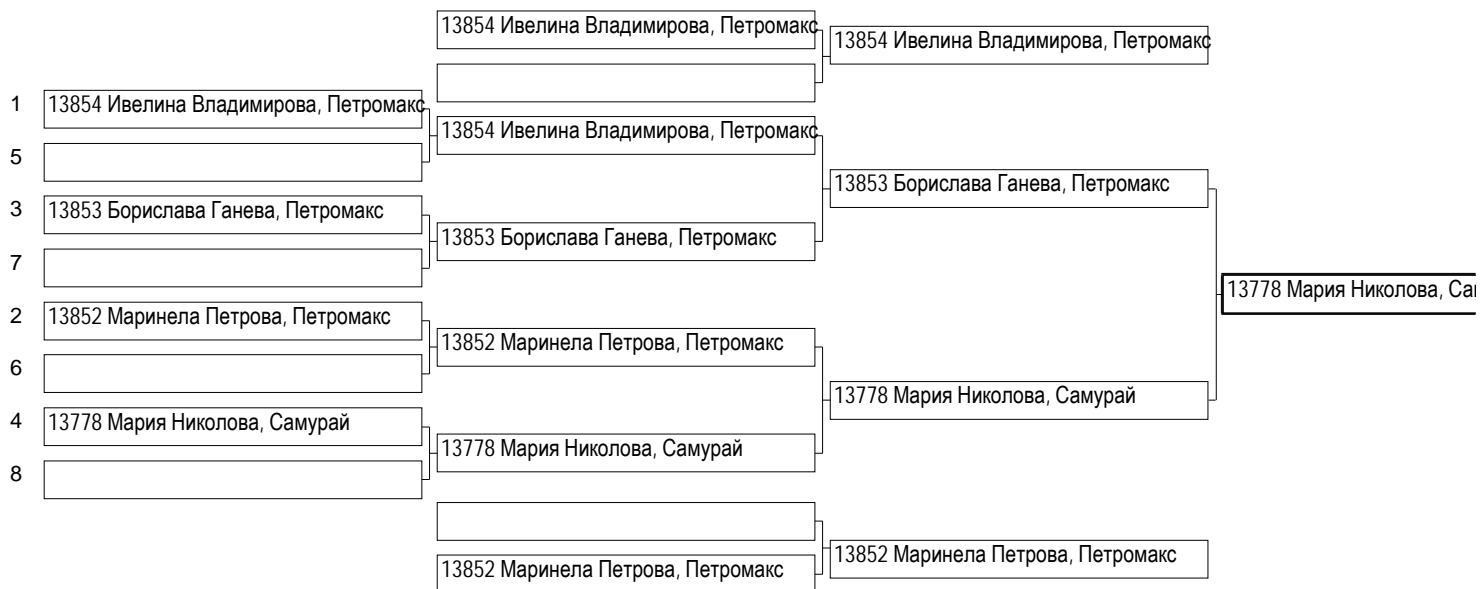 13854 Ивелина Владимирова, Петромакс
13854 Ивелина Владимирова, Петромакс
1 13854 Ивелина Владимирова, Петромакс
13854 Ивелина Владимирова, Петромакс
5
13853 Борислава Ганева, Петромакс
3 13853 Борислава Ганева, Петромакс
13853 Борислава Ганева, Петромакс
7
13778 Мария Николова,
2 13852 Маринела Петрова, Петромакс
13852 Маринела Петрова, Петромакс
6
13778 Мария Николова, Самурай
4 13778 Мария Николова, Самурай
13778 Мария Николова, Самурай
8
13852 Маринела Петрова, Петромакс
13852 Маринела Петрова, Петромакс